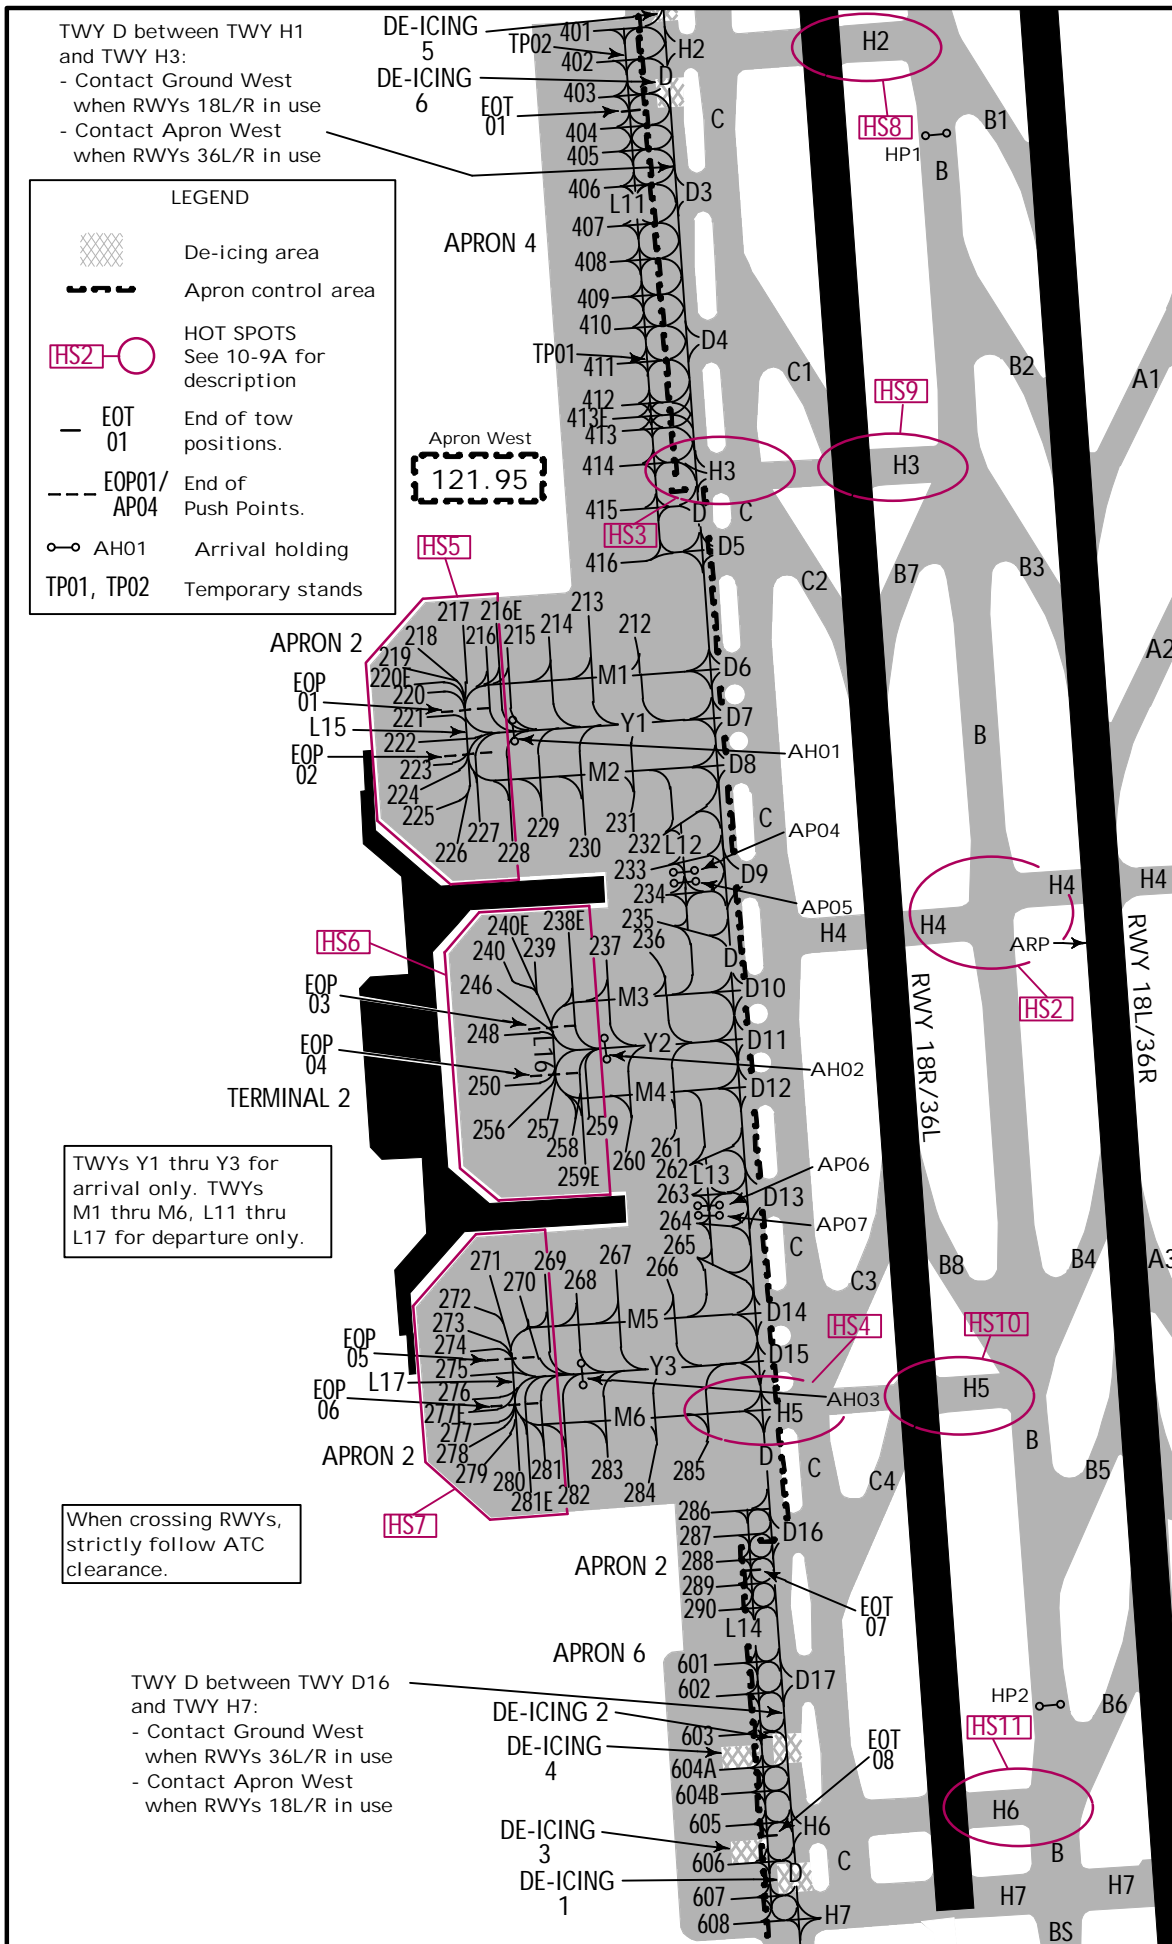 TWY D between TWY H1
and TWY H3:
- Contact Ground West
when RWYs 18L/R in use
- Contact Apron West
when RWYs 36L/R in use
LEGEND
De-icing area
Apron control area
HS2
HOT SPOTS
See 10-9A for
description
EOT
01
End of tow
positions.
EOP01/
AP04
End of
Push Points.
AH01
Arrival holding
TP01, TP02
Temporary stands
DE-ICING
5
DE-ICING
6
EOT
01
TP02
401
402
403
404
405
406
407
408
409
410
TP01
411
412
413E
413
414
415
416
H2
D
C
L11
D3
D4
H3
D
C
D5
APRON 4
Apron West
121.95
HS3
H2
HS8
HP1
B1
B
C1
B2
A1
HS9
H3
C2
B7
B3
A2
HS5
APRON 2
217
216E
213
218
216
215
214
212
219
220E
220
EOP
01
221
L15
222
EOP
02
223
224
225
226
227
228
229
230
231
232
233
234
235
236
M1
Y1
M2
D6
D7
D8
AH01
C
L12
AP04
D9
AP05
B
H4
H4
H4
H4
ARP
HS2
RWY 18R/36L
RWY 18L/36R
HS6
240E
238E
240
239
237
246
EOP
03
248
L16
EOP
04
250
256
257
258
259
259E
260
261
262
263
264
265
266
M3
Y2
M4
D
D10
D11
D12
AH02
TERMINAL 2
L13
AP06
D13
AP07
C
TWYs Y1 thru Y3 for
arrival only. TWYs
M1 thru M6, L11 thru
L17 for departure only.
271
270
269
268
267
272
273
274
EOP
05
275
L17
276
EOP
06
277E
277
278
279
280
281E
281
282
283
284
285
M5
Y3
M6
D14
D15
HS4
AH03
H5
D
C
C3
B8
B4
A3
HS10
H5
B
C4
B5
APRON 2
HS7
When crossing RWYs,
strictly follow ATC
clearance.
286
287
288
289
290
D16
APRON 2
EOT
07
L14
APRON 6
601
602
603
604A
604B
605
606
607
608
D17
TWY D between TWY D16
and TWY H7:
- Contact Ground West
when RWYs 36L/R in use
- Contact Apron West
when RWYs 18L/R in use
DE-ICING 2
DE-ICING
4
DE-ICING
3
DE-ICING
1
EOT
08
H6
D
C
H7
HP2
B6
HS11
H6
B
H7
H7
BS